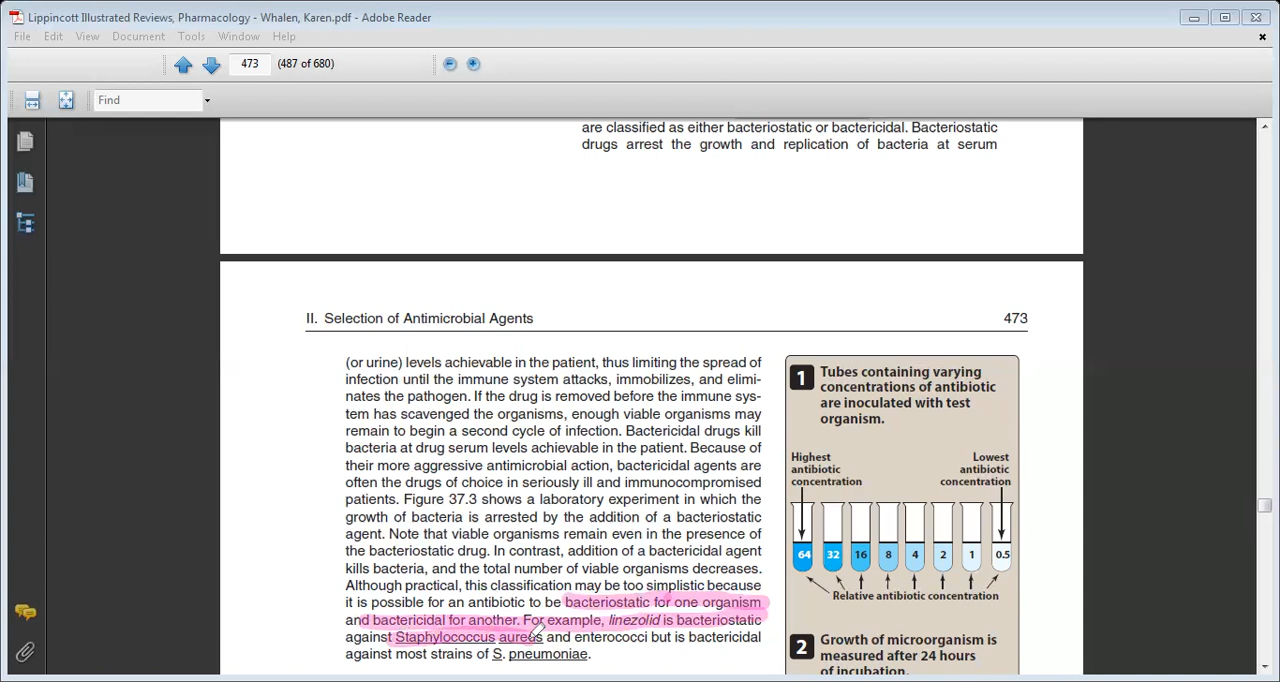 Lippincott Illustrated Reviews, Pharmacology - Whalen, Karen.pdf - Adobe Reader
File Edit View Document Tools Window Help
473 (487 of 680)
Find
are classified as either bacteriostatic or bactericidal. Bacteriostatic
drugs arrest the growth and replication of bacteria at serum
II. Selection of Antimicrobial Agents 473
(or urine) levels achievable in the patient, thus limiting the spread of
infection until the immune system attacks, immobilizes, and elimi-
nates the pathogen. If the drug is removed before the immune sys-
tem has scavenged the organisms, enough viable organisms may
remain to begin a second cycle of infection. Bactericidal drugs kill
bacteria at drug serum levels achievable in the patient. Because of
their more aggressive antimicrobial action, bactericidal agents are
often the drugs of choice in seriously ill and immunocompromised
patients. Figure 37.3 shows a laboratory experiment in which the
growth of bacteria is arrested by the addition of a bacteriostatic
agent. Note that viable organisms remain even in the presence of
the bacteriostatic drug. In contrast, addition of a bactericidal agent
kills bacteria, and the total number of viable organisms decreases.
Although practical, this classification may be too simplistic because
it is possible for an antibiotic to be bacteriostatic for one organism
and bactericidal for another. For example, linezolid is bacteriostatic
against Staphylococcus aureus and enterococci but is bactericidal
against most strains of S. pneumoniae.
1 Tubes containing varying
concentrations of antibiotic
are inoculated with test
organism.
Highest
antibiotic
concentration
Lowest
antibiotic
concentration
64 32 16 8 4 2 1 0.5
Relative antibiotic concentration
2 Growth of microorganism is
measured after 24 hours
of incubation.